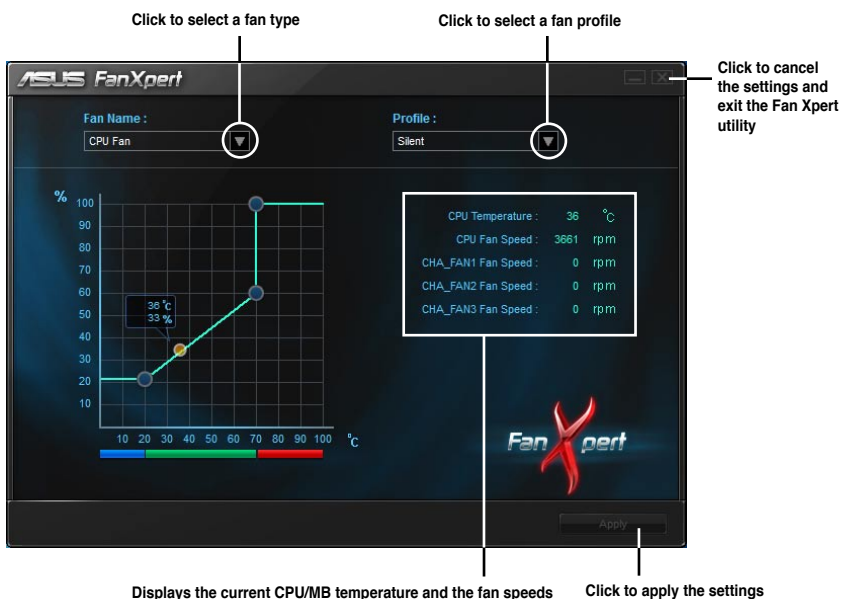 Click to select a fan type
Click to select a fan profile
Click to cancel
the settings and
exit the Fan Xpert
utility
ASUS FanXpert
Fan Name :
CPU Fan
Profile :
Silent
%
100
90
80
70
60
50
40
30
20
10
36 °C
33 %
10 20 30 40 50 60 70 80 90 100 °C
CPU Temperature : 36 °C
CPU Fan Speed : 3661 rpm
CHA_FAN1 Fan Speed : 0 rpm
CHA_FAN2 Fan Speed : 0 rpm
CHA_FAN3 Fan Speed : 0 rpm
Fan Xpert
Apply
Displays the current CPU/MB temperature and the fan speeds
Click to apply the settings